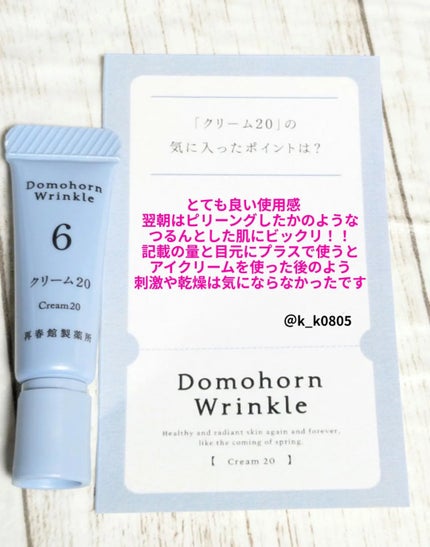 Domohorn
Wrinkle
6
クリーム20
Cream20
再春館製薬所
「クリーム20」の
気に入ったポイントは？
とても良い使用感
翌朝はピリーングしたかのような
つるんとした肌にビックリ！！
記載の量と目元にプラスで使うと
アイクリームを使った後のよう
刺激や乾燥は気にならなかったです
@k_k0805
Domohorn
Wrinkle
Healthy and radiant skin again and forever,
like the coming of spring.
【 Cream 20 】